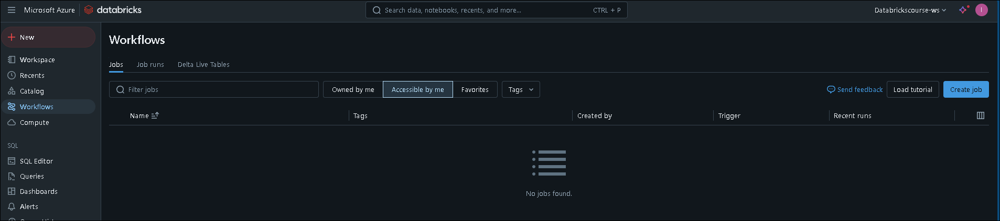 Microsoft Azure databricks Search data, notebooks, recents, and more... CTRL + P Databrickscourse-ws I
New
Workspace
Recents
Catalog
Workflows
Compute
SQL
SQL Editor
Queries
Dashboards
Alerts
Workflows
Jobs Job runs Delta Live Tables
Filter jobs Owned by me Accessible by me Favorites Tags Send feedback Load tutorial Create job
Name Tags Created by Trigger Recent runs
No jobs found.